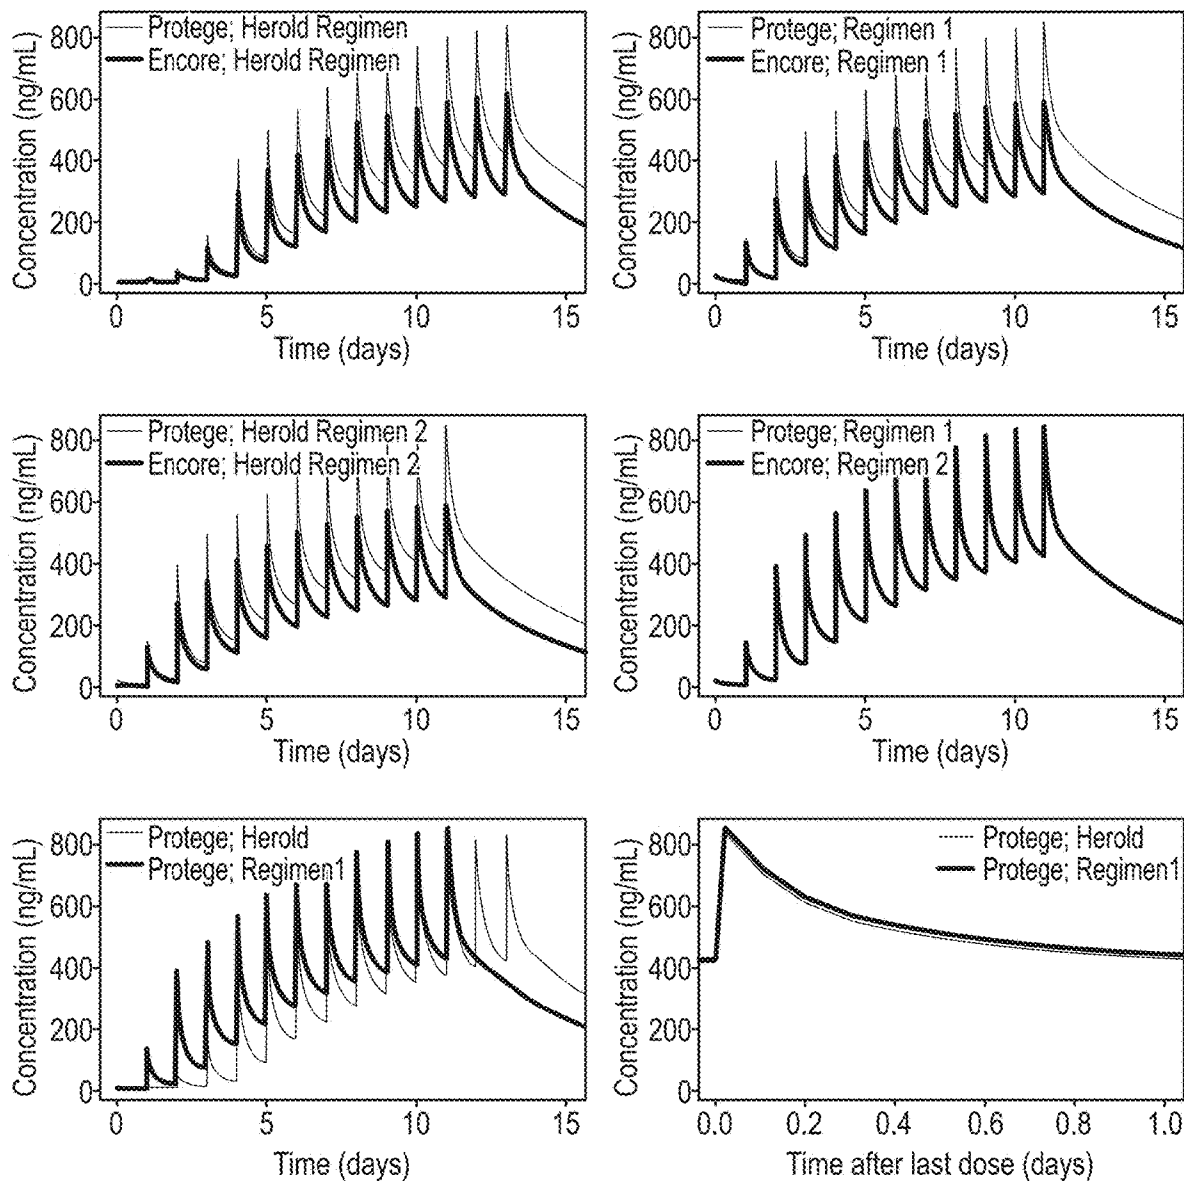 Concentration (ng/mL)
800
600
400
200
0
Protege; Herold Regimen
Encore; Herold Regimen
0 5 10 15
Time (days)
Concentration (ng/mL)
800
600
400
200
0
Protege; Regimen 1
Encore; Regimen 1
0 5 10 15
Time (days)
Concentration (ng/mL)
800
600
400
200
0
Protege; Herold Regimen 2
Encore; Herold Regimen 2
0 5 10 15
Time (days)
Concentration (ng/mL)
800
600
400
200
0
Protege; Regimen 1
Encore; Regimen 2
0 5 10 15
Time (days)
Concentration (ng/mL)
800
600
400
200
0
Protege; Herold
Protege; Regimen1
0 5 10 15
Time (days)
Concentration (ng/mL)
800
600
400
200
0
Protege; Herold
Protege; Regimen1
0.0 0.2 0.4 0.6 0.8 1.0
Time after last dose (days)